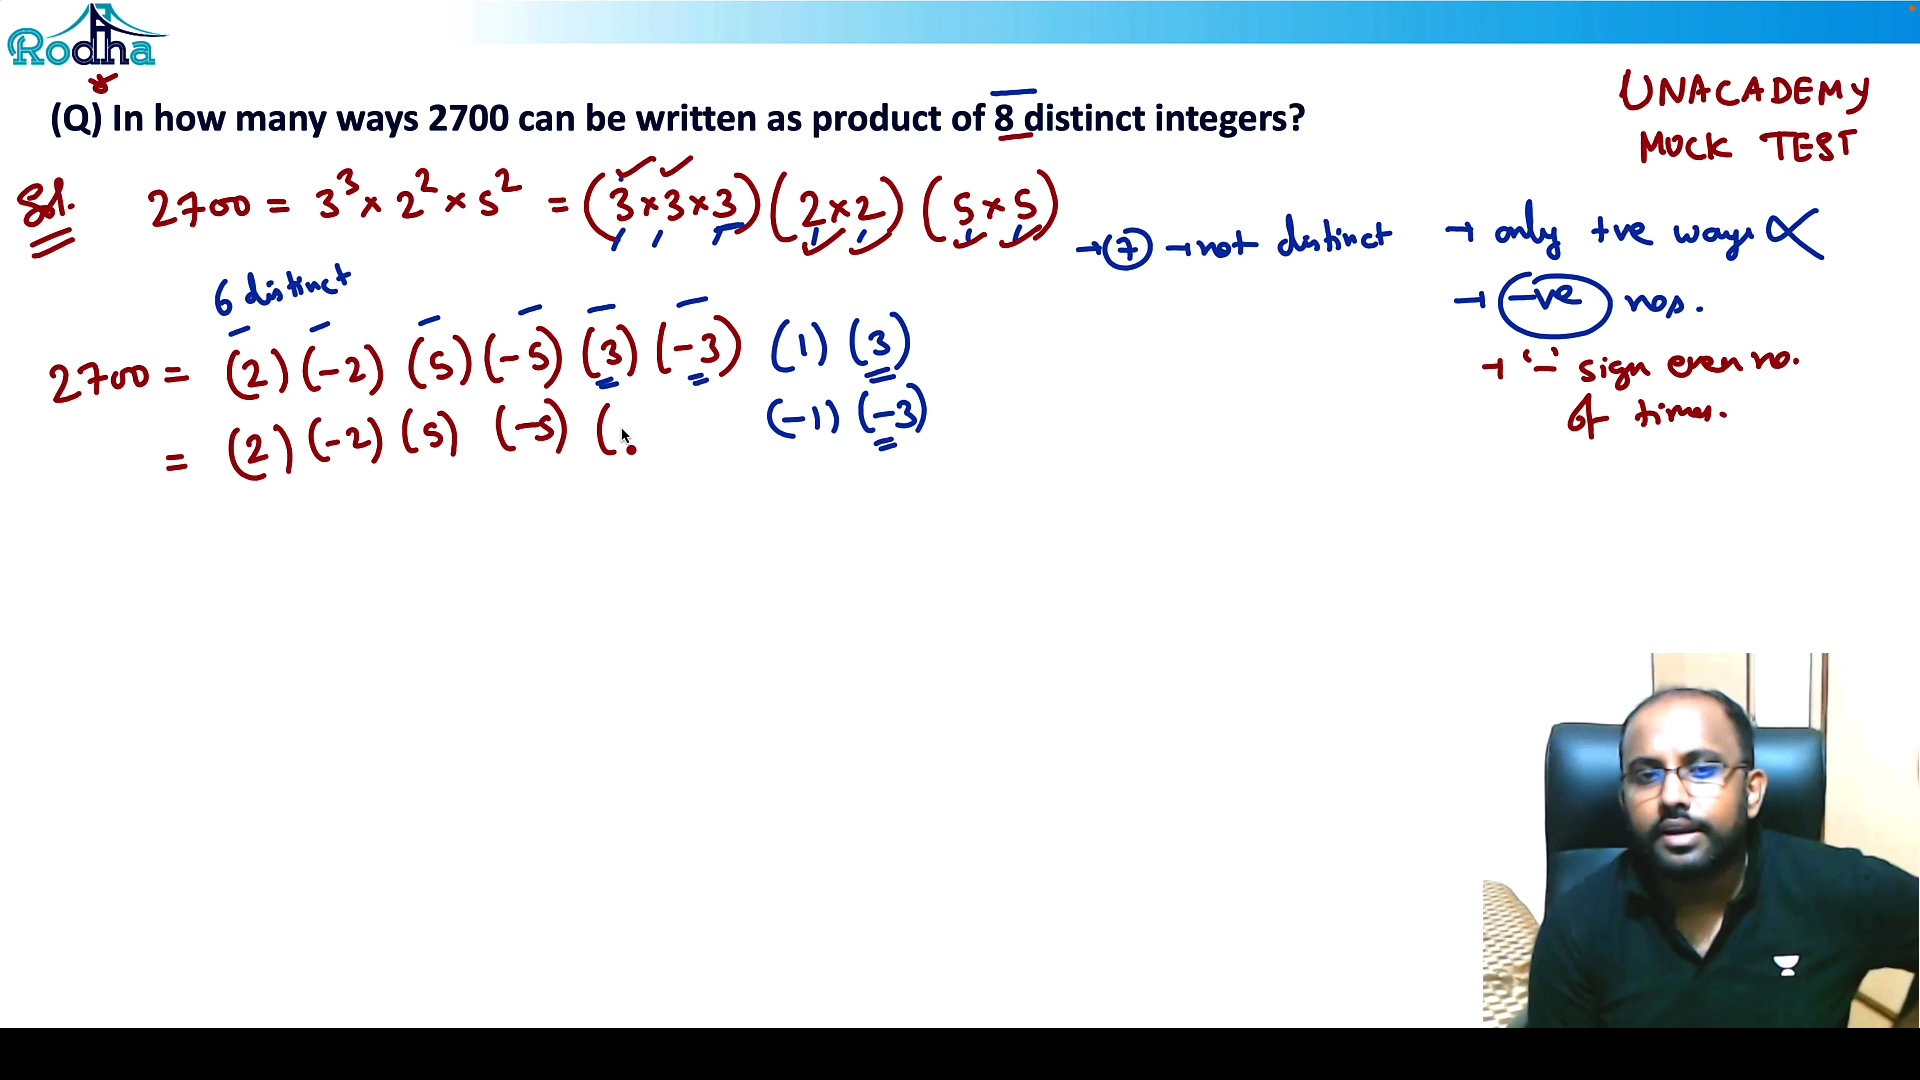 Rodha
(Q) In how many ways 2700 can be written as product of 8 distinct integers?
UNACADEMY
MOCK TEST
Sol. 2700 = 3³ × 2² × 5² = (3×3×3)(2×2)(5×5)
→ 7 → not distinct
→ only +ve ways
→ -ve nos.
→ '-' sign even no.
of times.
6 distinct
2700 = (2)(-2)(5)(-5)(3)(-3) (1)(3)
(-1)(-3)
= (2)(-2)(5)(-5)(